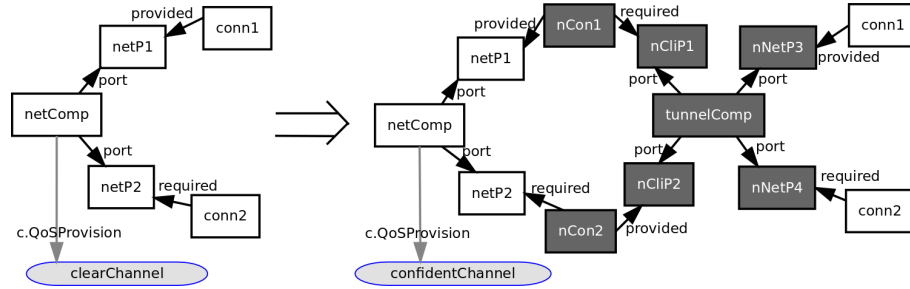 provided
conn1
netP1
port
netComp
port
netP2
required
conn2
c.QoSProvision
clearChannel
provided
nCon1
required
nCliP1
netP1
port
port
nNetP3
conn1
provided
port
netComp
tunnelComp
port
port
port
nCliP2
netP2
required
nCon2
provided
nNetP4
required
conn2
c.QoSProvision
confidentChannel